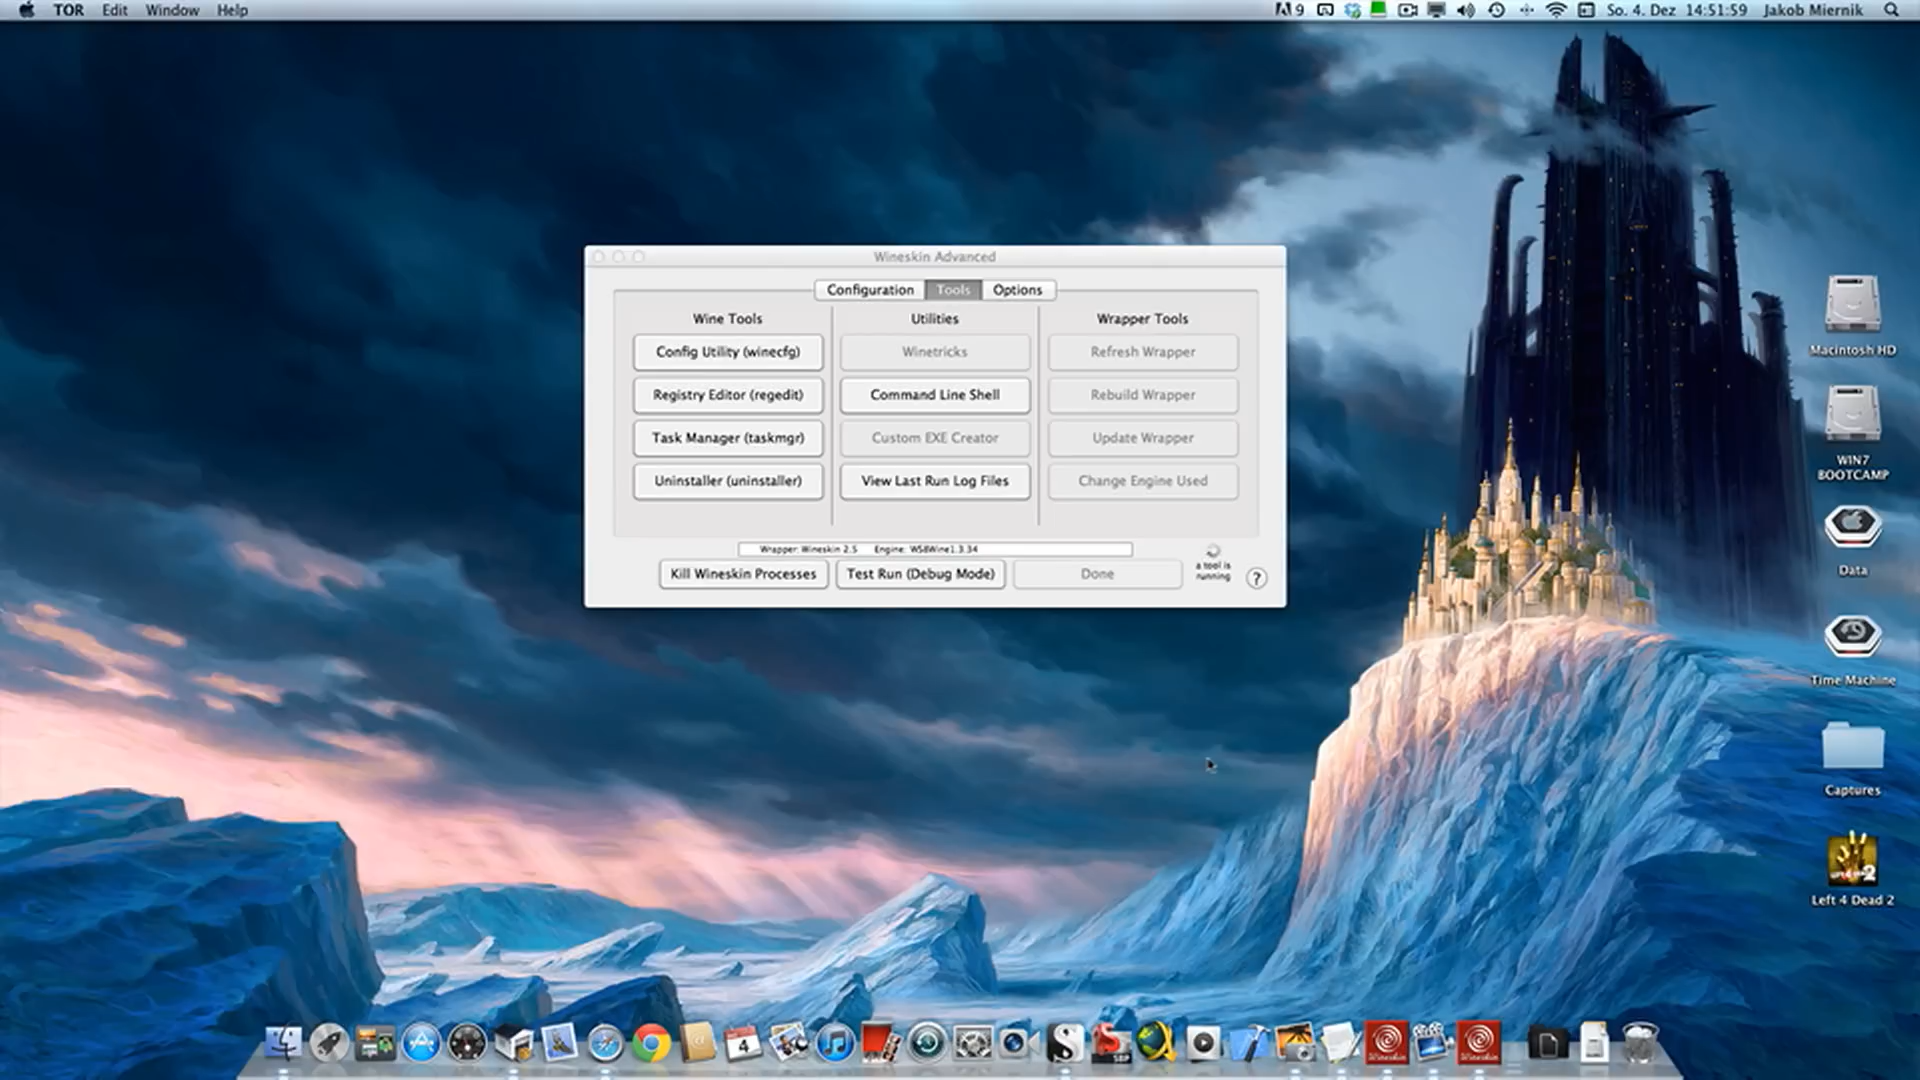 TOR Edit Window Help
9 So. 4. Dez 14:51:59 Jakob Miernik
Wineskin Advanced
Configuration Tools Options
Wine Tools Utilities Wrapper Tools
Config Utility (winecfg) Winetricks Refresh Wrapper
Registry Editor (regedit) Command Line Shell Rebuild Wrapper
Task Manager (taskmgr) Custom EXE Creator Update Wrapper
Uninstaller (uninstaller) View Last Run Log Files Change Engine Used
Wrapper: Wineskin 2.5 Engine: WS8Wine1.3.34
a tool is
running
Kill Wineskin Processes Test Run (Debug Mode) Done ?
Macintosh HD
WIN7
BOOTCAMP
Data
Time Machine
Captures
Left 4 Dead 2
4
Wineskin
Wineskin